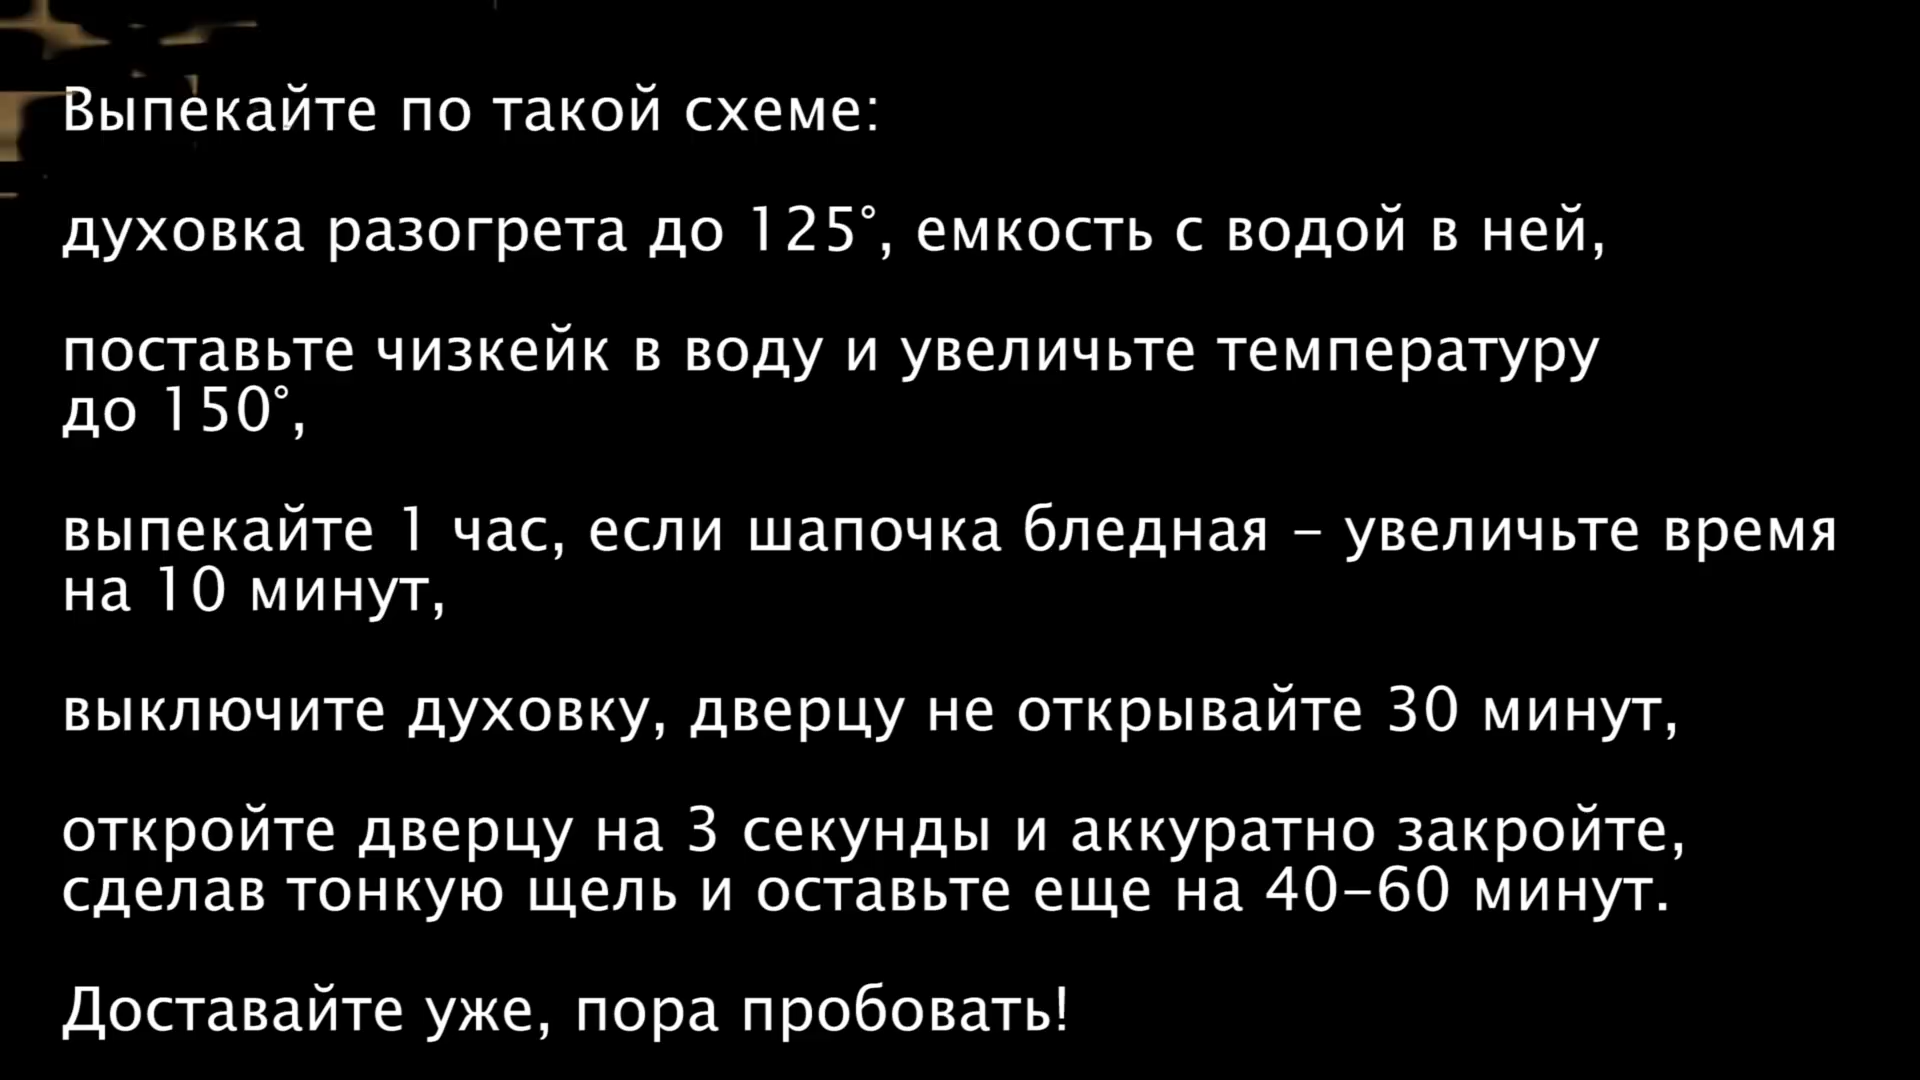 Выпекайте по такой схеме:
духовка разогрета до 125°, емкость с водой в ней,
поставьте чизкейк в воду и увеличьте температуру
до 150°,
выпекайте 1 час, если шапочка бледная – увеличьте время
на 10 минут,
выключите духовку, дверцу не открывайте 30 минут,
откройте дверцу на 3 секунды и аккуратно закройте,
сделав тонкую щель и оставьте еще на 40–60 минут.
Доставайте уже, пора пробовать!